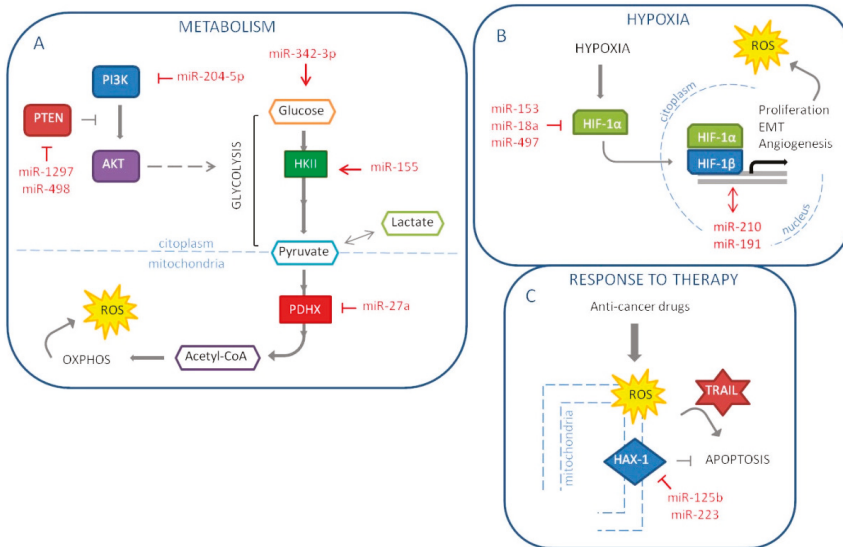 A
METABOLISM
miR-342-3p
PI3K
miR-204-5p
PTEN
Glucose
AKT
GLYCOLYSIS
HKII
miR-155
miR-1297
miR-498
Lactate
citoplasm
mitochondria
Pyruvate
PDHX
miR-27a
ROS
OXPHOS
Acetyl-CoA
B
HYPOXIA
HYPOXIA
ROS
citoplasm
miR-153
miR-18a
miR-497
HIF-1α
Proliferation
EMT
Angiogenesis
HIF-1α
HIF-1β
miR-210
miR-191
nucleus
C
RESPONSE TO THERAPY
Anti-cancer drugs
ROS
TRAIL
mitochondria
HAX-1
APOPTOSIS
miR-125b
miR-223